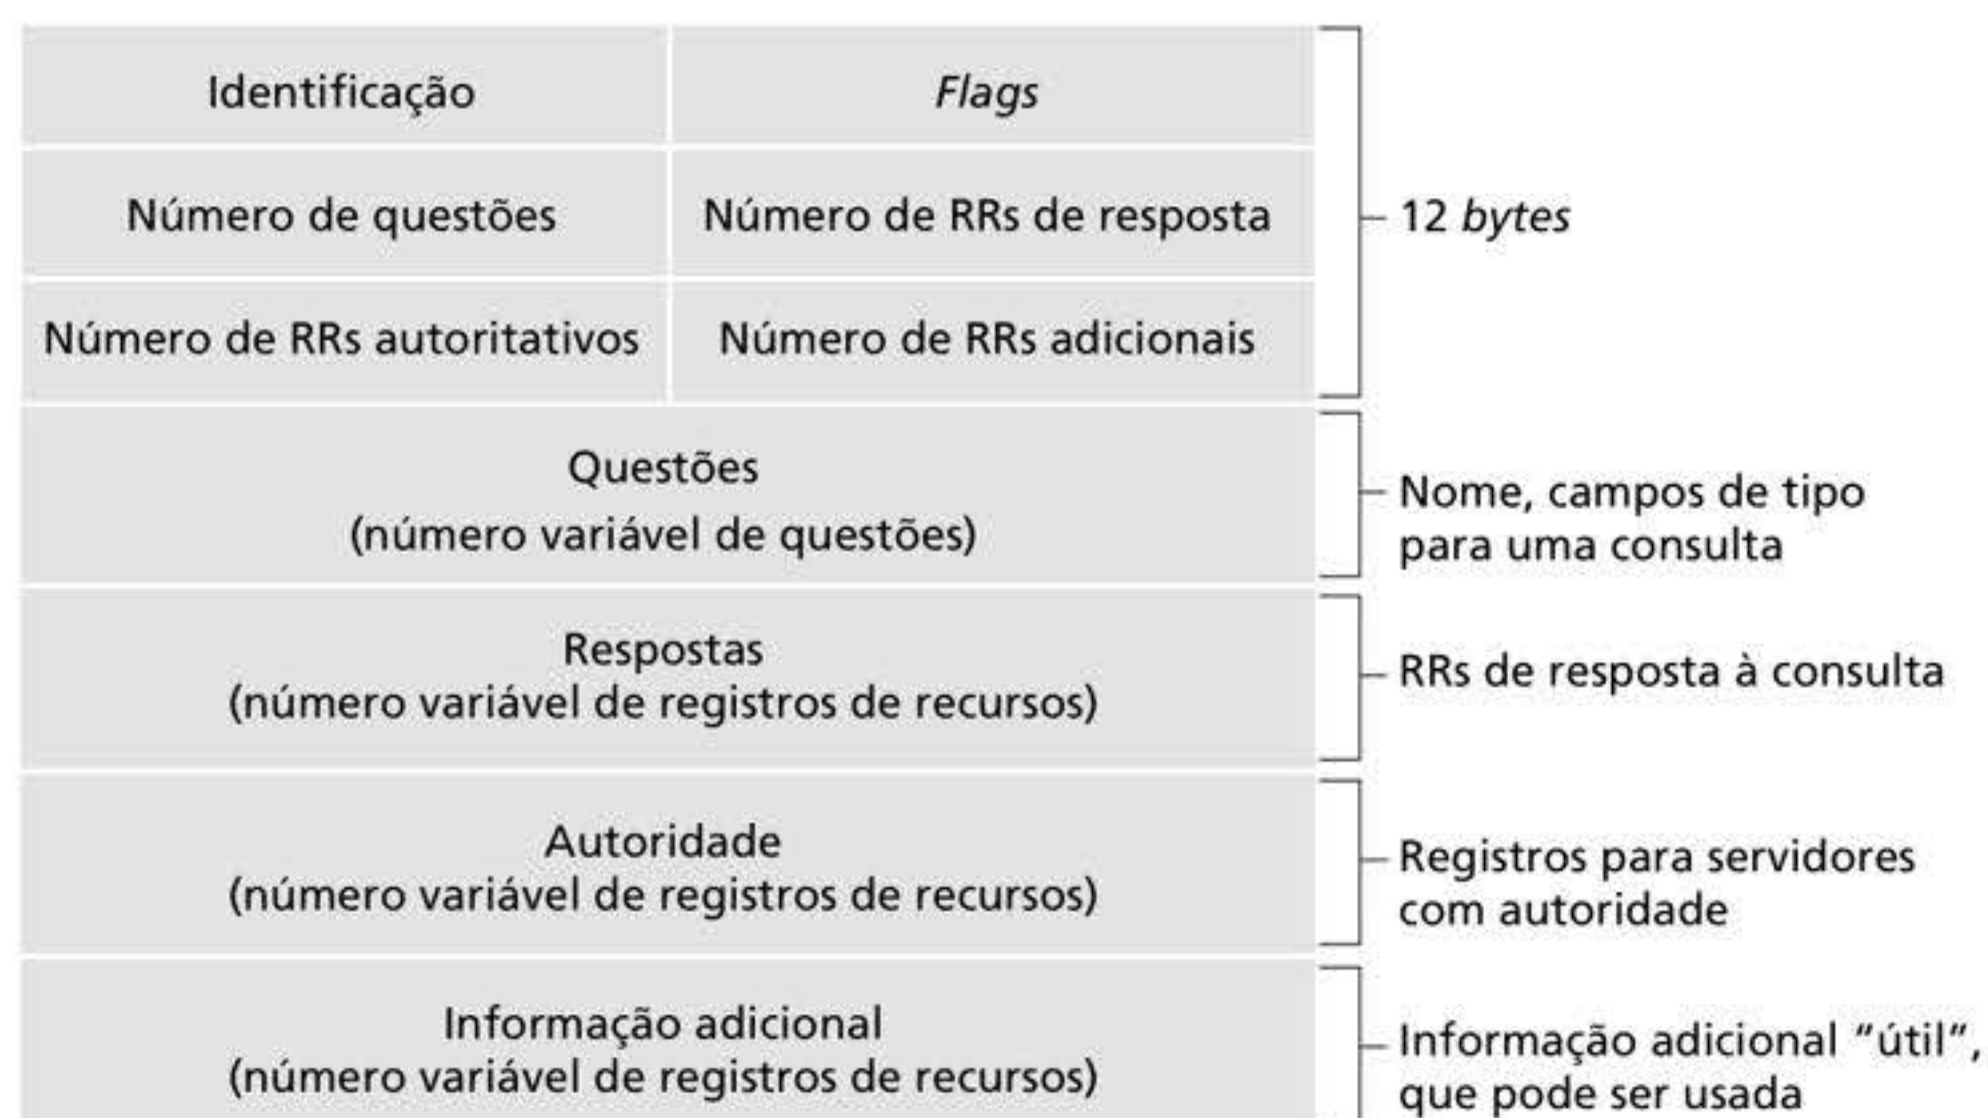 Identificação
Flags
Número de questões
Número de RRs de resposta
12 bytes
Número de RRs autoritativos
Número de RRs adicionais
Questões
(número variável de questões)
Nome, campos de tipo
para uma consulta
Respostas
(número variável de registros de recursos)
RRs de resposta à consulta
Autoridade
(número variável de registros de recursos)
Registros para servidores
com autoridade
Informação adicional
(número variável de registros de recursos)
Informação adicional “útil”,
que pode ser usada